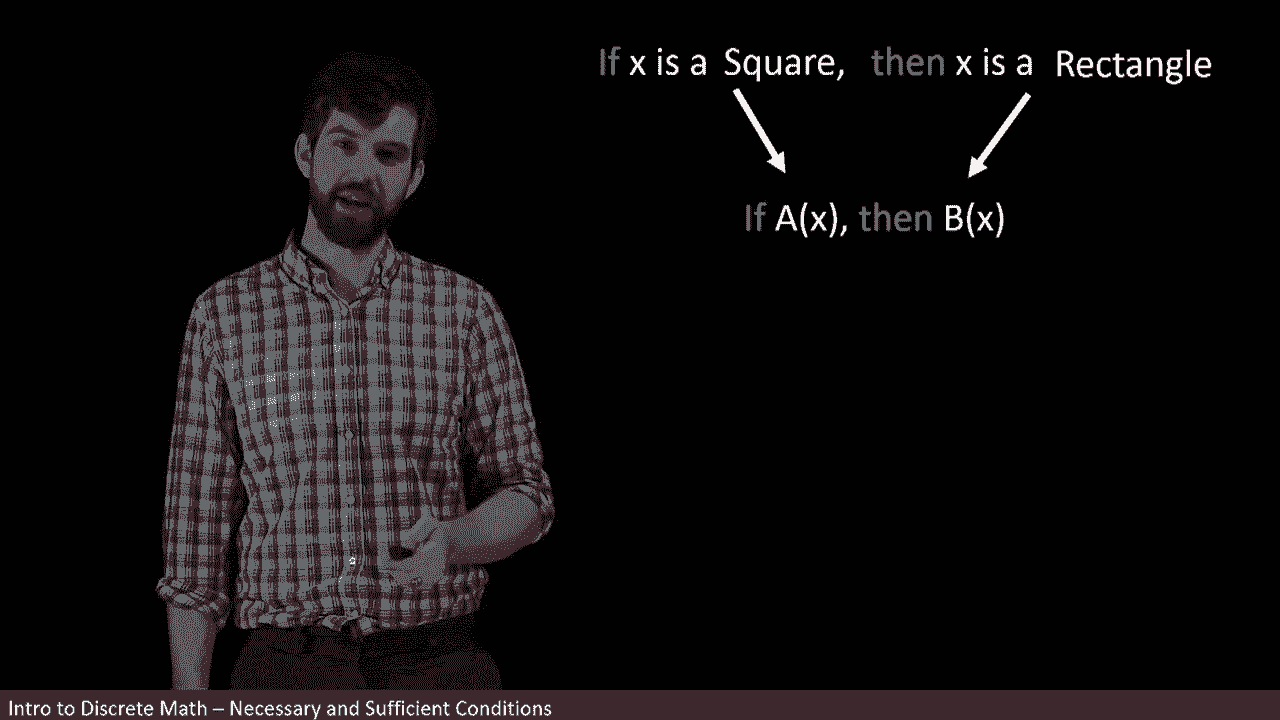 If x is a Square, then x is a Rectangle
If A(x), then B(x)
Intro to Discrete Math – Necessary and Sufficient Conditions